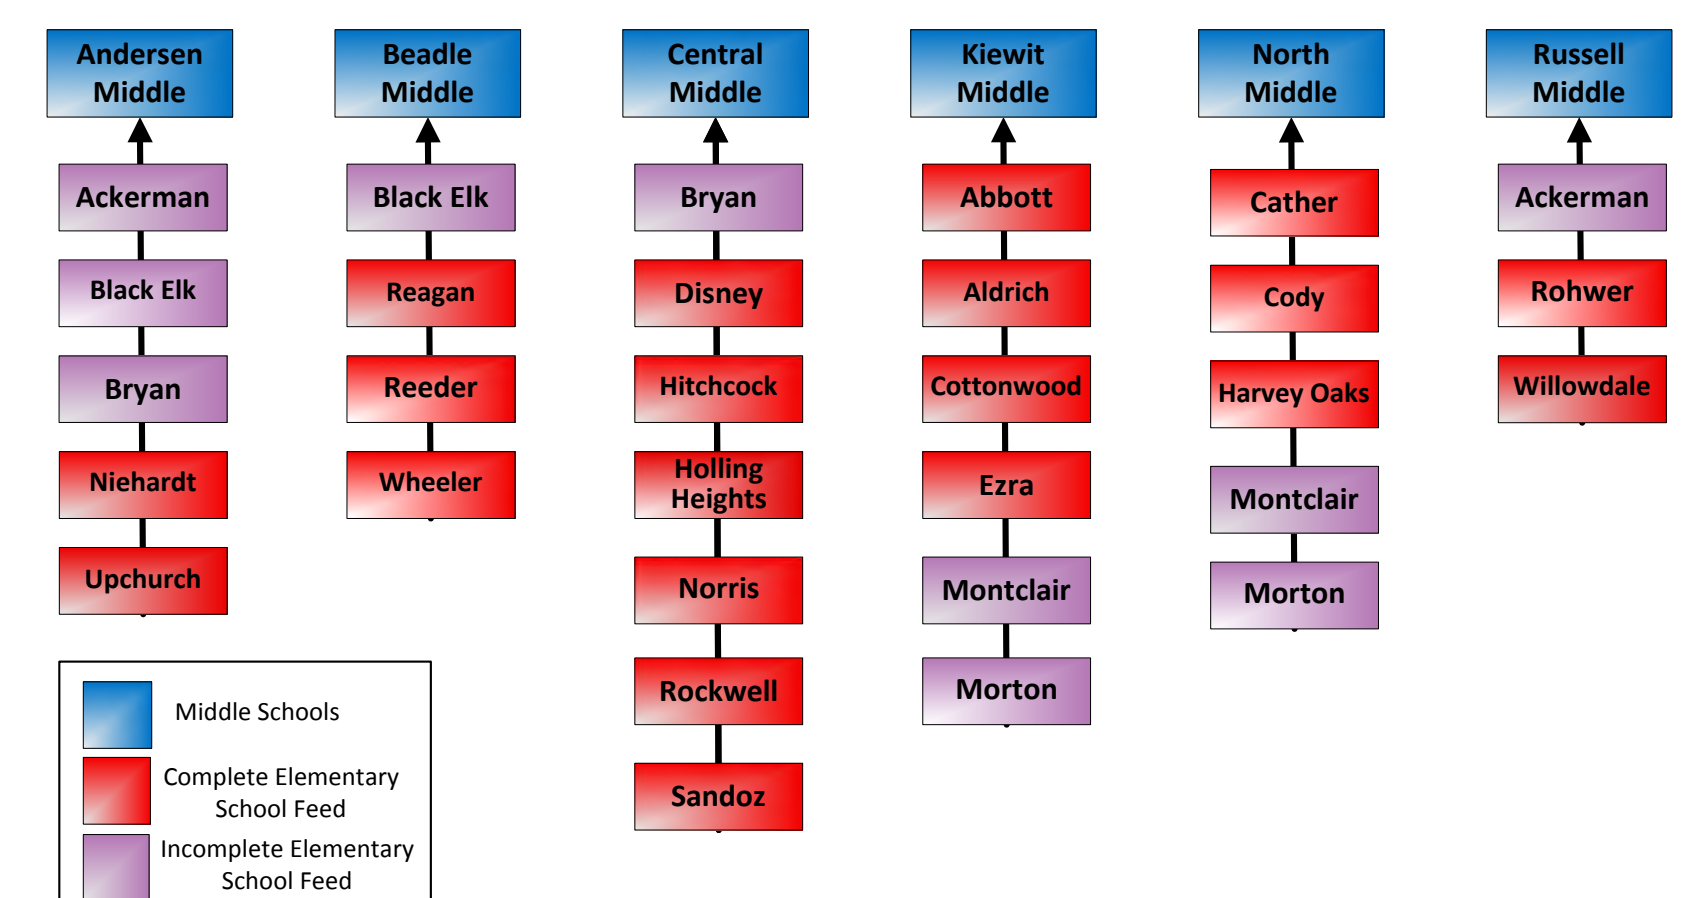 Andersen
Middle
Ackerman
Black Elk
Bryan
Niehardt
Upchurch
Beadle
Middle
Black Elk
Reagan
Reeder
Wheeler
Central
Middle
Bryan
Disney
Hitchcock
Holling
Heights
Norris
Rockwell
Sandoz
Kiewit
Middle
Abbott
Aldrich
Cottonwood
Ezra
Montclair
Morton
North
Middle
Cather
Cody
Harvey Oaks
Montclair
Morton
Russell
Middle
Ackerman
Rohwer
Willowdale
Middle Schools
Complete Elementary
School Feed
Incomplete Elementary
School Feed